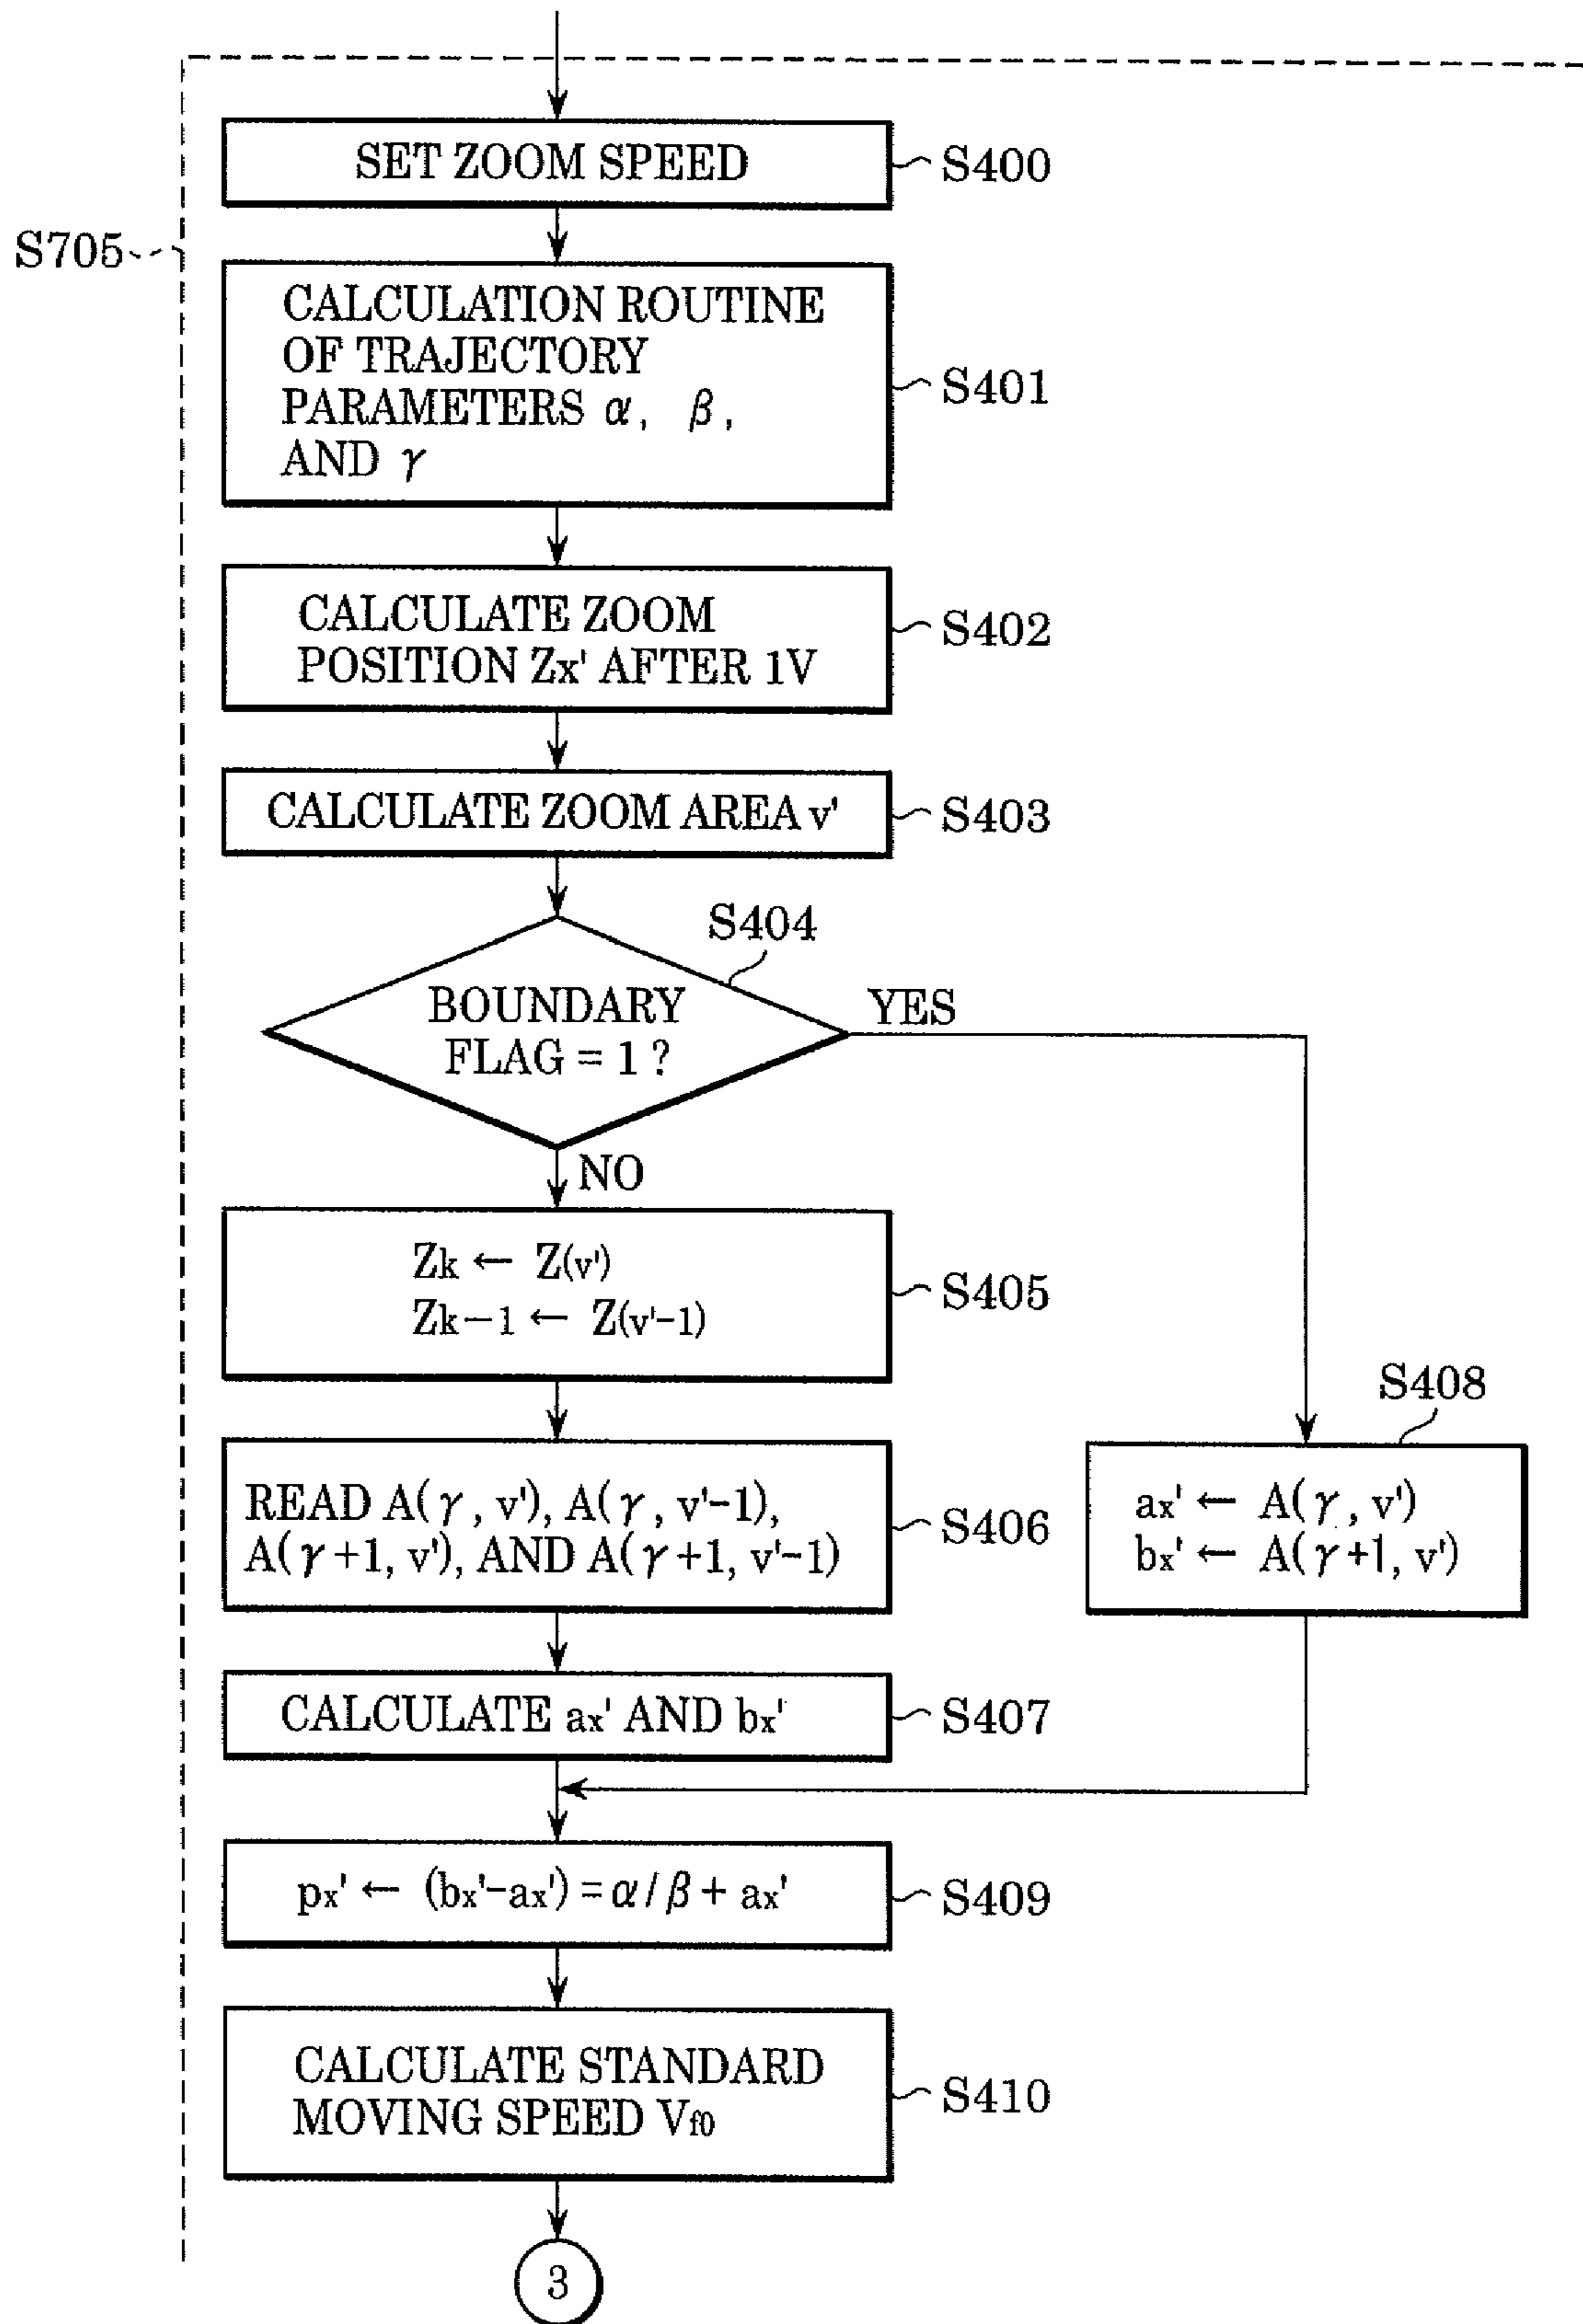 SET ZOOM SPEED
S400
S705
CALCULATION ROUTINE
OF TRAJECTORY
PARAMETERS α, β,
AND γ
S401
CALCULATE ZOOM
POSITION Zx' AFTER 1V
S402
CALCULATE ZOOM AREA v'
S403
S404
BOUNDARY
FLAG = 1 ?
YES
NO
Zk ← Z(v')
Zk−1 ← Z(v'-1)
S405
READ A(γ, v'), A(γ, v'-1),
A(γ+1, v'), AND A(γ+1, v'-1)
S406
S408
ax' ← A(γ, v')
bx' ← A(γ+1, v')
CALCULATE ax' AND bx'
S407
px' ← (bx'-ax') = α/β + ax'
S409
CALCULATE STANDARD
MOVING SPEED Vf0
S410
3